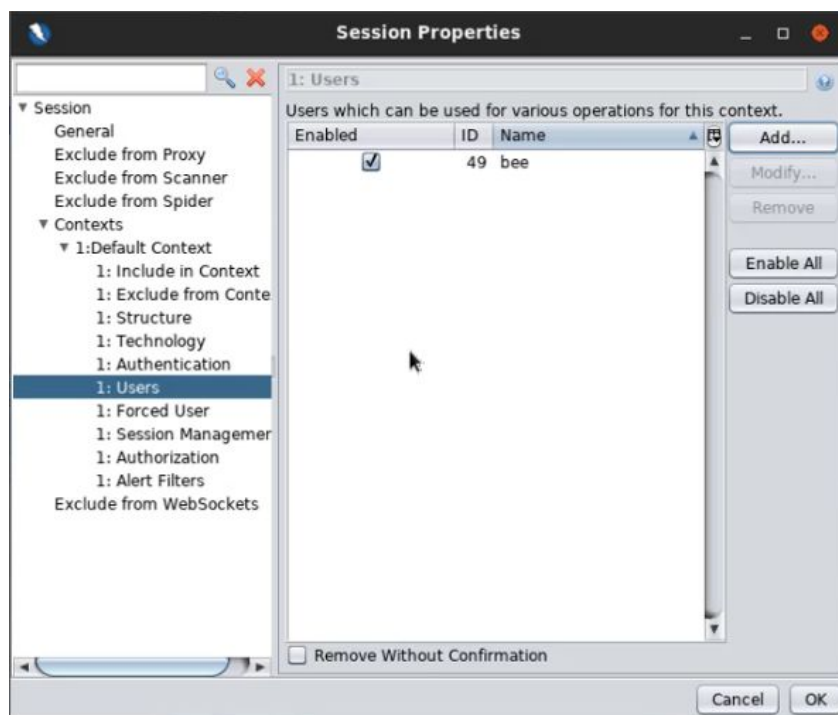 Session Properties
1: Users
Session
General
Exclude from Proxy
Exclude from Scanner
Exclude from Spider
Contexts
1:Default Context
1: Include in Context
1: Exclude from Conte
1: Structure
1: Technology
1: Authentication
1: Users
1: Forced User
1: Session Managemer
1: Authorization
1: Alert Filters
Exclude from WebSockets
Users which can be used for various operations for this context.
Enabled ID Name
49 bee
Add...
Modify...
Remove
Enable All
Disable All
Remove Without Confirmation
Cancel OK